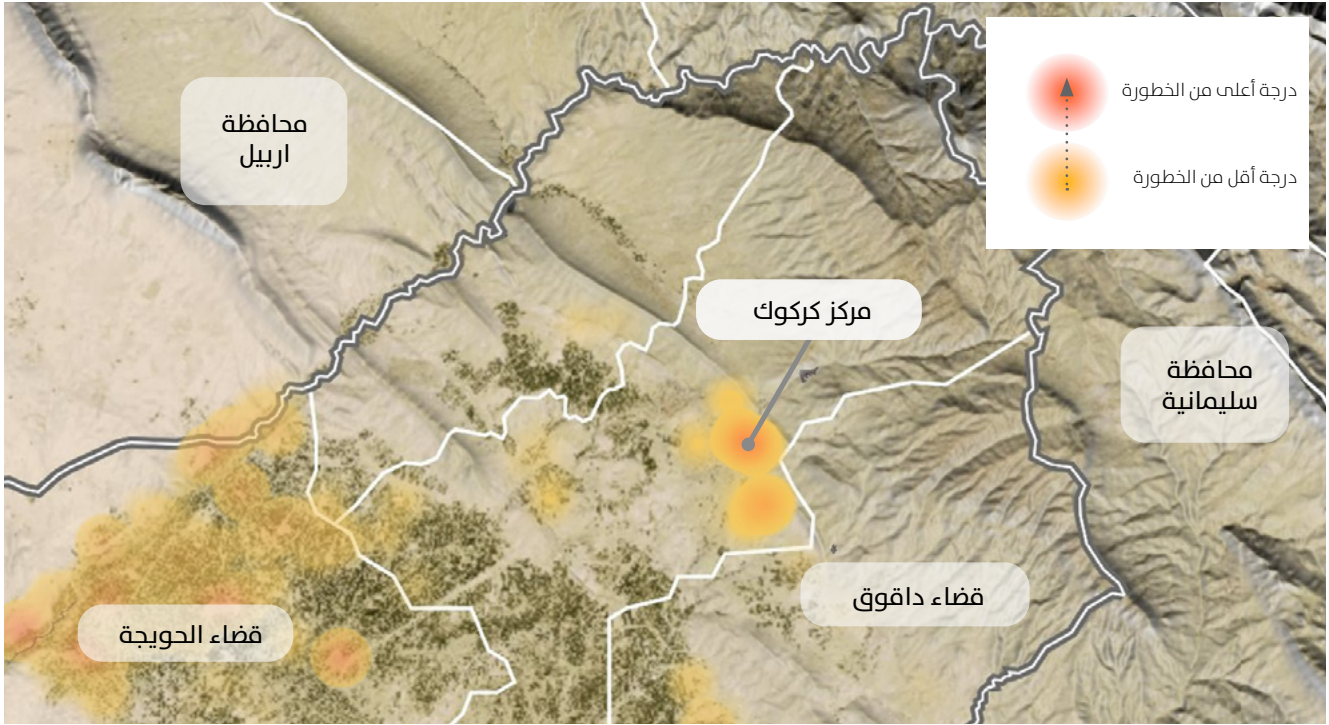 درجة أعلى من الخطورة
درجة أقل من الخطورة
محافظة
اربيل
مركز كركوك
محافظة
سليمانية
قضاء داقوق
قضاء الحويجة